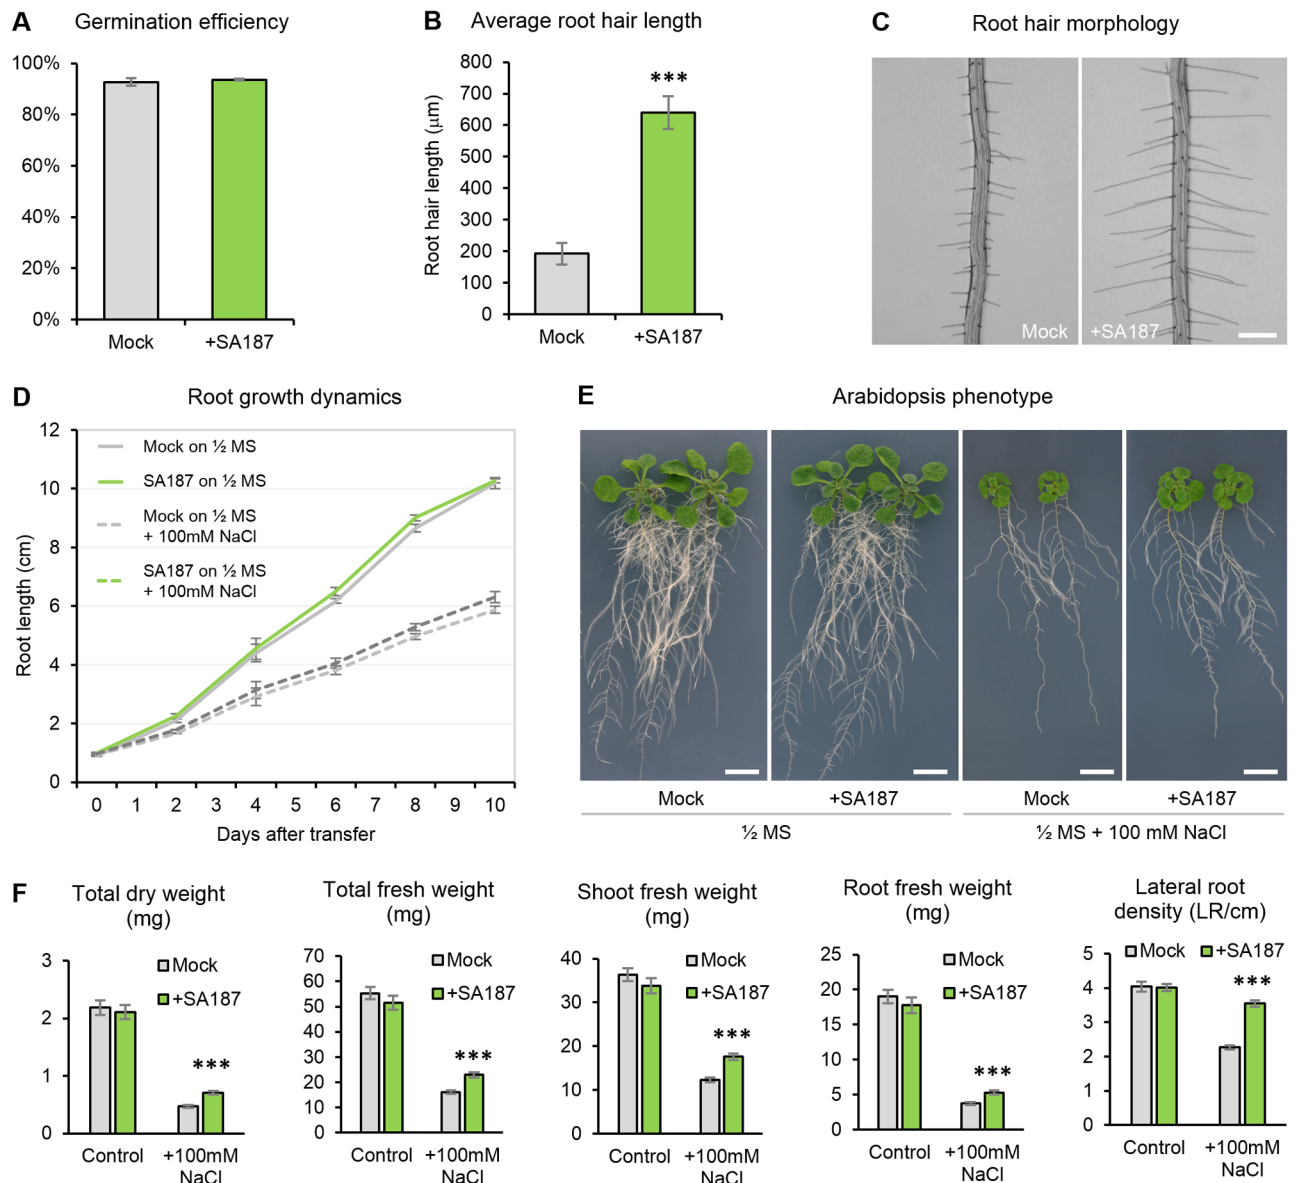 A Germination efficiency
100%
80%
60%
40%
20%
0%
Mock +SA187
B Average root hair length
Root hair length (µm)
800
700
600
500
400
300
200
100
0
***
Mock +SA187
C Root hair morphology
Mock +SA187
D Root growth dynamics
Root length (cm)
12
10
8
6
4
2
0
Mock on ½ MS
SA187 on ½ MS
Mock on ½ MS
+ 100mM NaCl
SA187 on ½ MS
+ 100mM NaCl
0 1 2 3 4 5 6 7 8 9 10
Days after transfer
E Arabidopsis phenotype
Mock +SA187 Mock +SA187
½ MS ½ MS + 100 mM NaCl
F
Total dry weight
(mg)
3
2
1
0
Mock
+SA187
***
Control +100mM
NaCl
Total fresh weight
(mg)
70
60
50
40
30
20
10
0
Mock
+SA187
***
Control +100mM
NaCl
Shoot fresh weight
(mg)
40
30
20
10
0
Mock
+SA187
***
Control +100mM
NaCl
Root fresh weight
(mg)
25
20
15
10
5
0
Mock
+SA187
***
Control +100mM
NaCl
Lateral root
density (LR/cm)
5
4
3
2
1
0
Mock +SA187
***
Control +100mM
NaCl